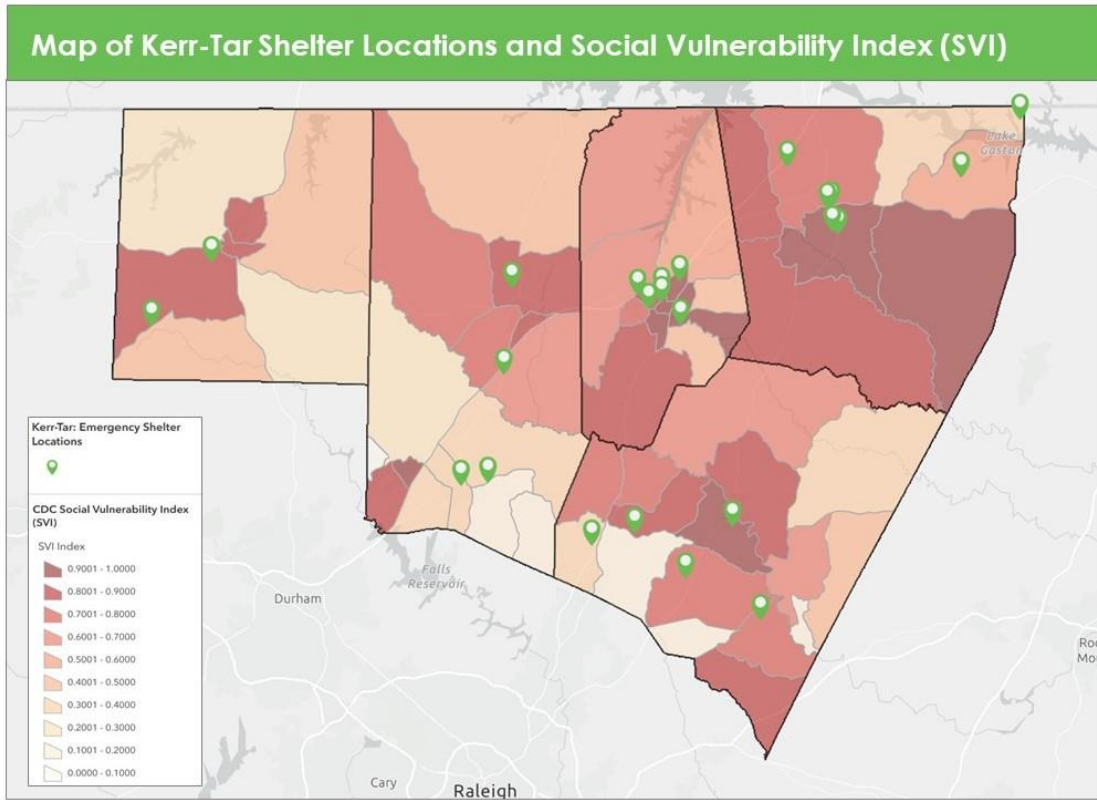 Map of Kerr-Tar Shelter Locations and Social Vulnerability Index (SVI)
Lake
Gaston
Kerr-Tar: Emergency Shelter
Locations
CDC Social Vulnerability Index
(SVI)
SVI Index
0.9001 - 1.0000
0.8001 - 0.9000
0.7001 - 0.8000
0.6001 - 0.7000
0.5001 - 0.6000
0.4001 - 0.5000
0.3001 - 0.4000
0.2001 - 0.3000
0.1001 - 0.2000
0.0000 - 0.1000
Falls
Reservoir
Durham
Roc
Mou
Cary
Raleigh